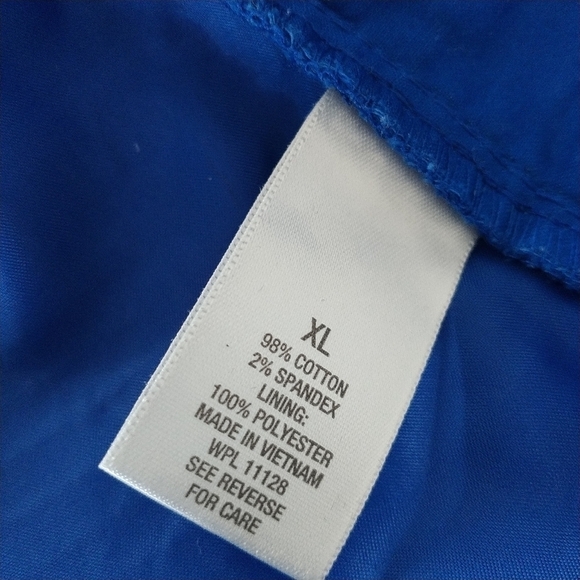 XL
98% COTTON
2% SPANDEX
LINING:
100% POLYESTER
MADE IN VIETNAM
WPL 11128
SEE REVERSE
FOR CARE